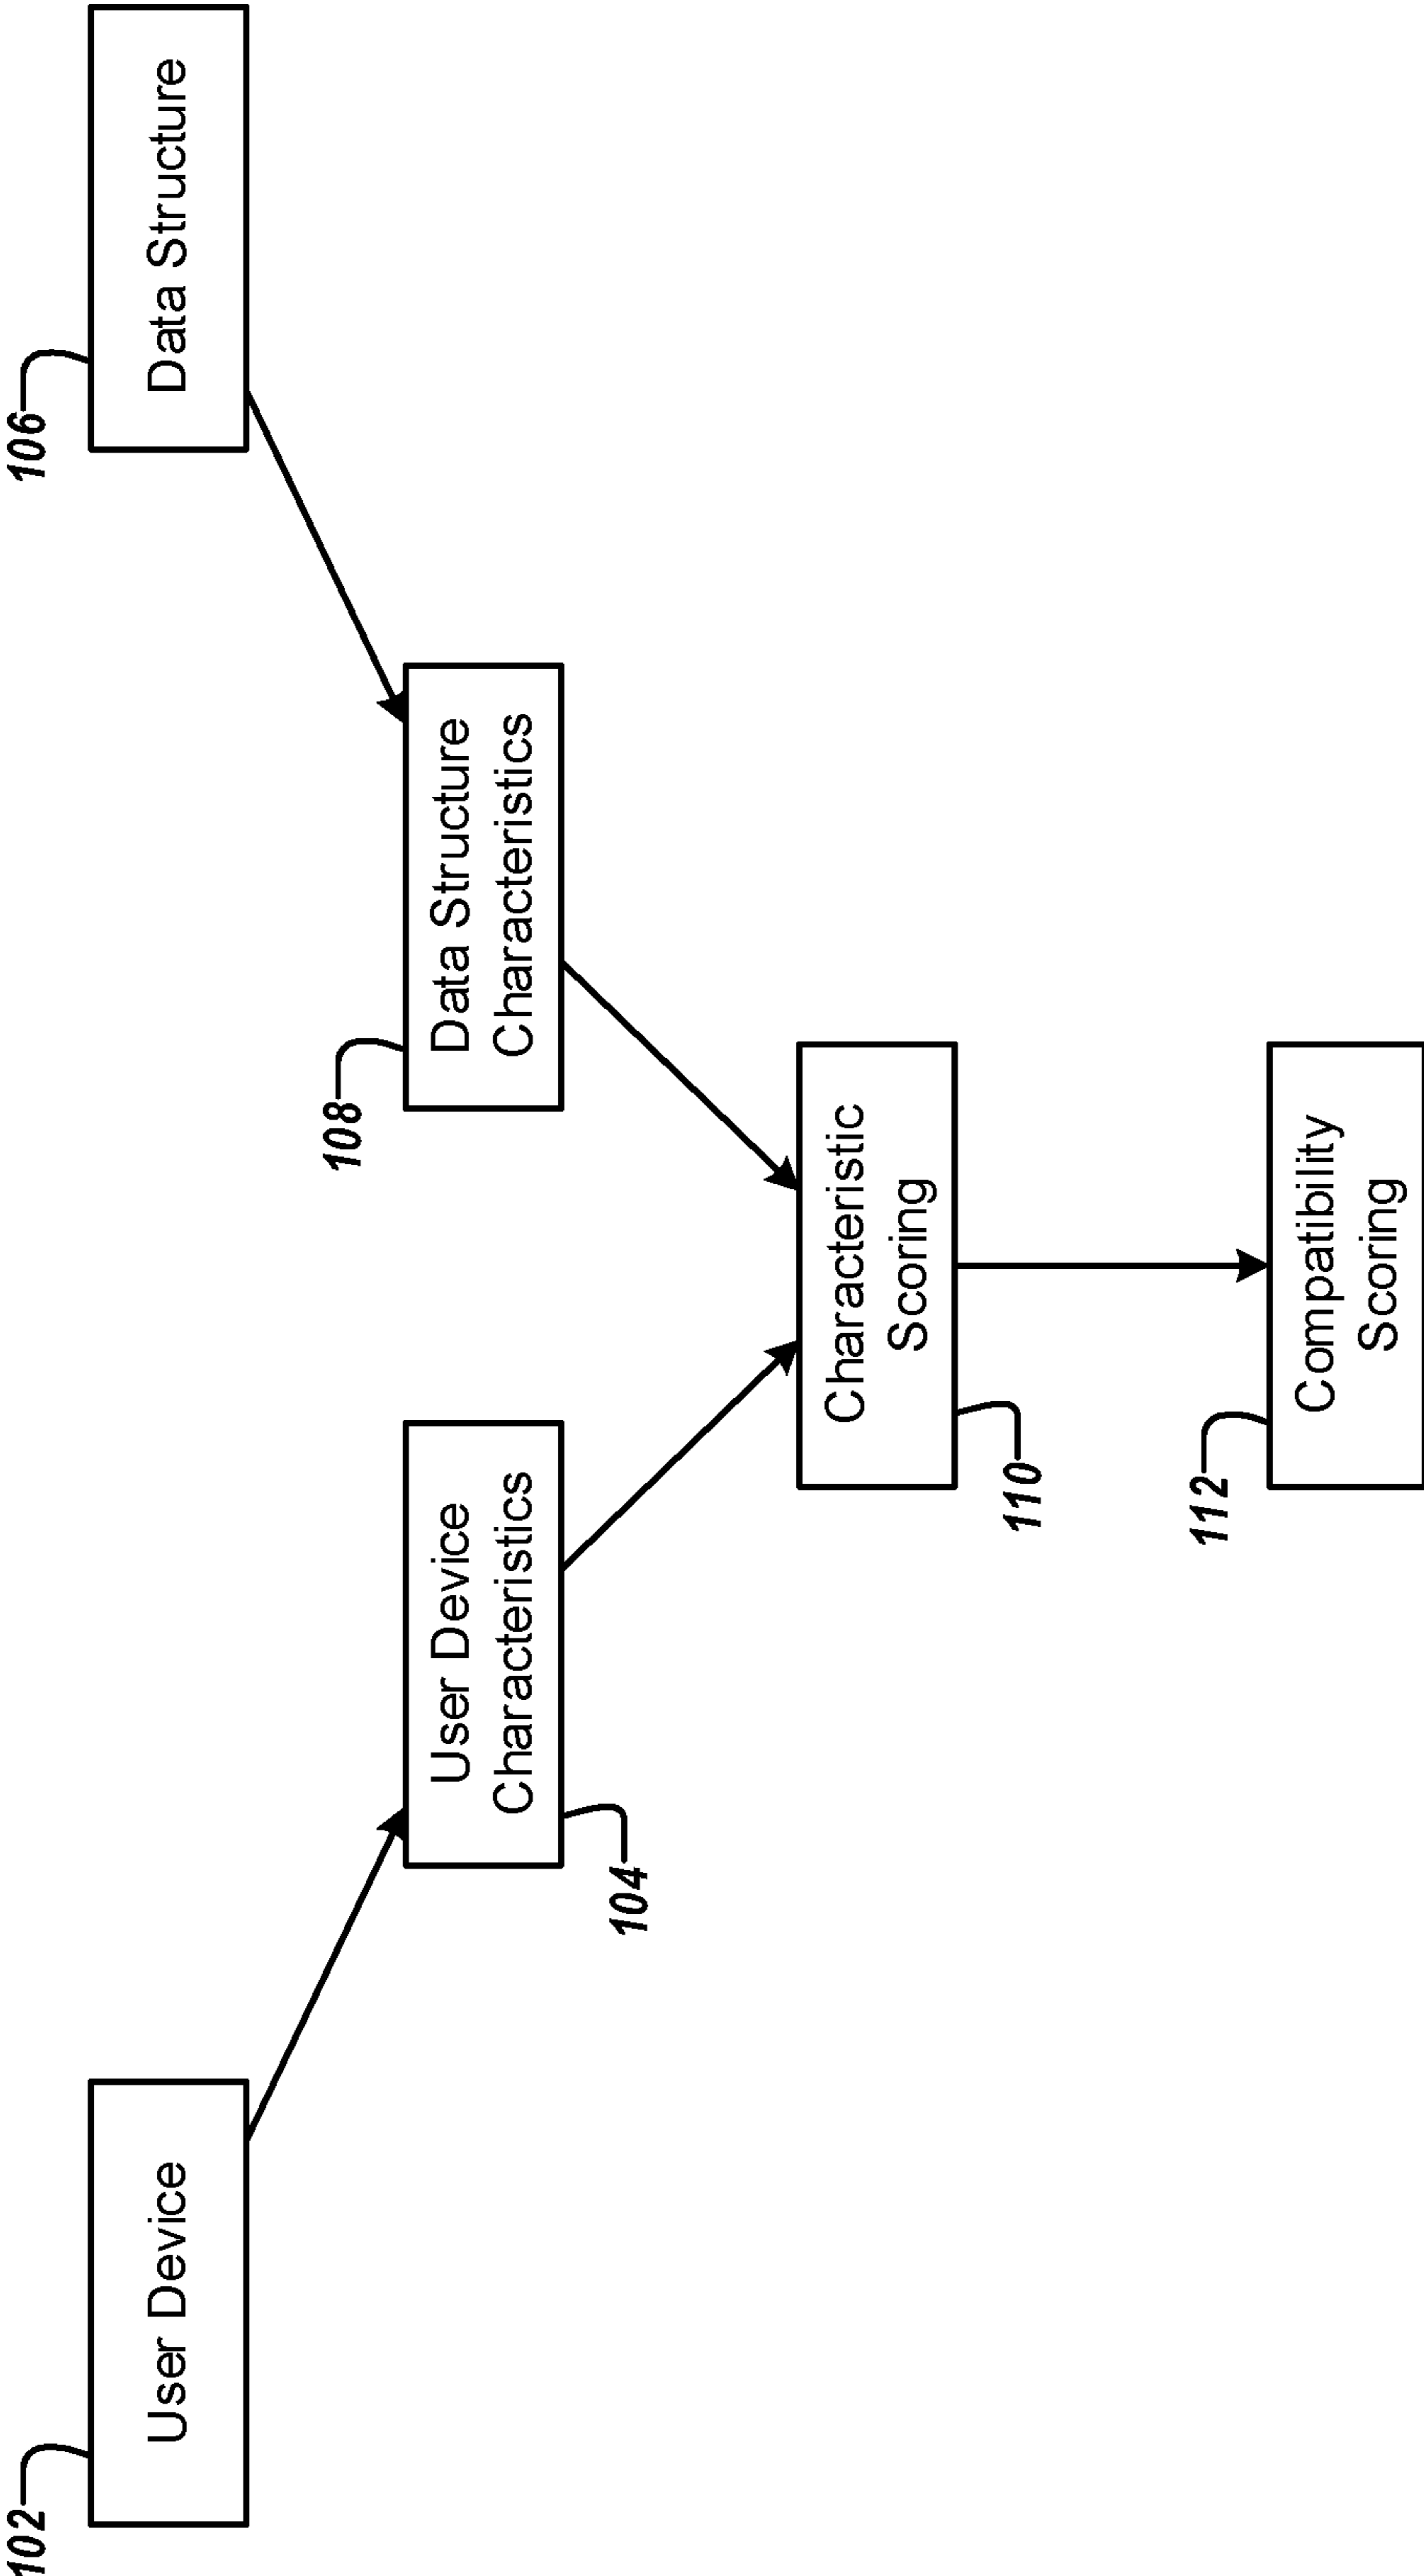 102
User Device
106
Data Structure
User Device
Characteristics
104
108
Data Structure
Characteristics
Characteristic
Scoring
110
112
Compatibility
Scoring